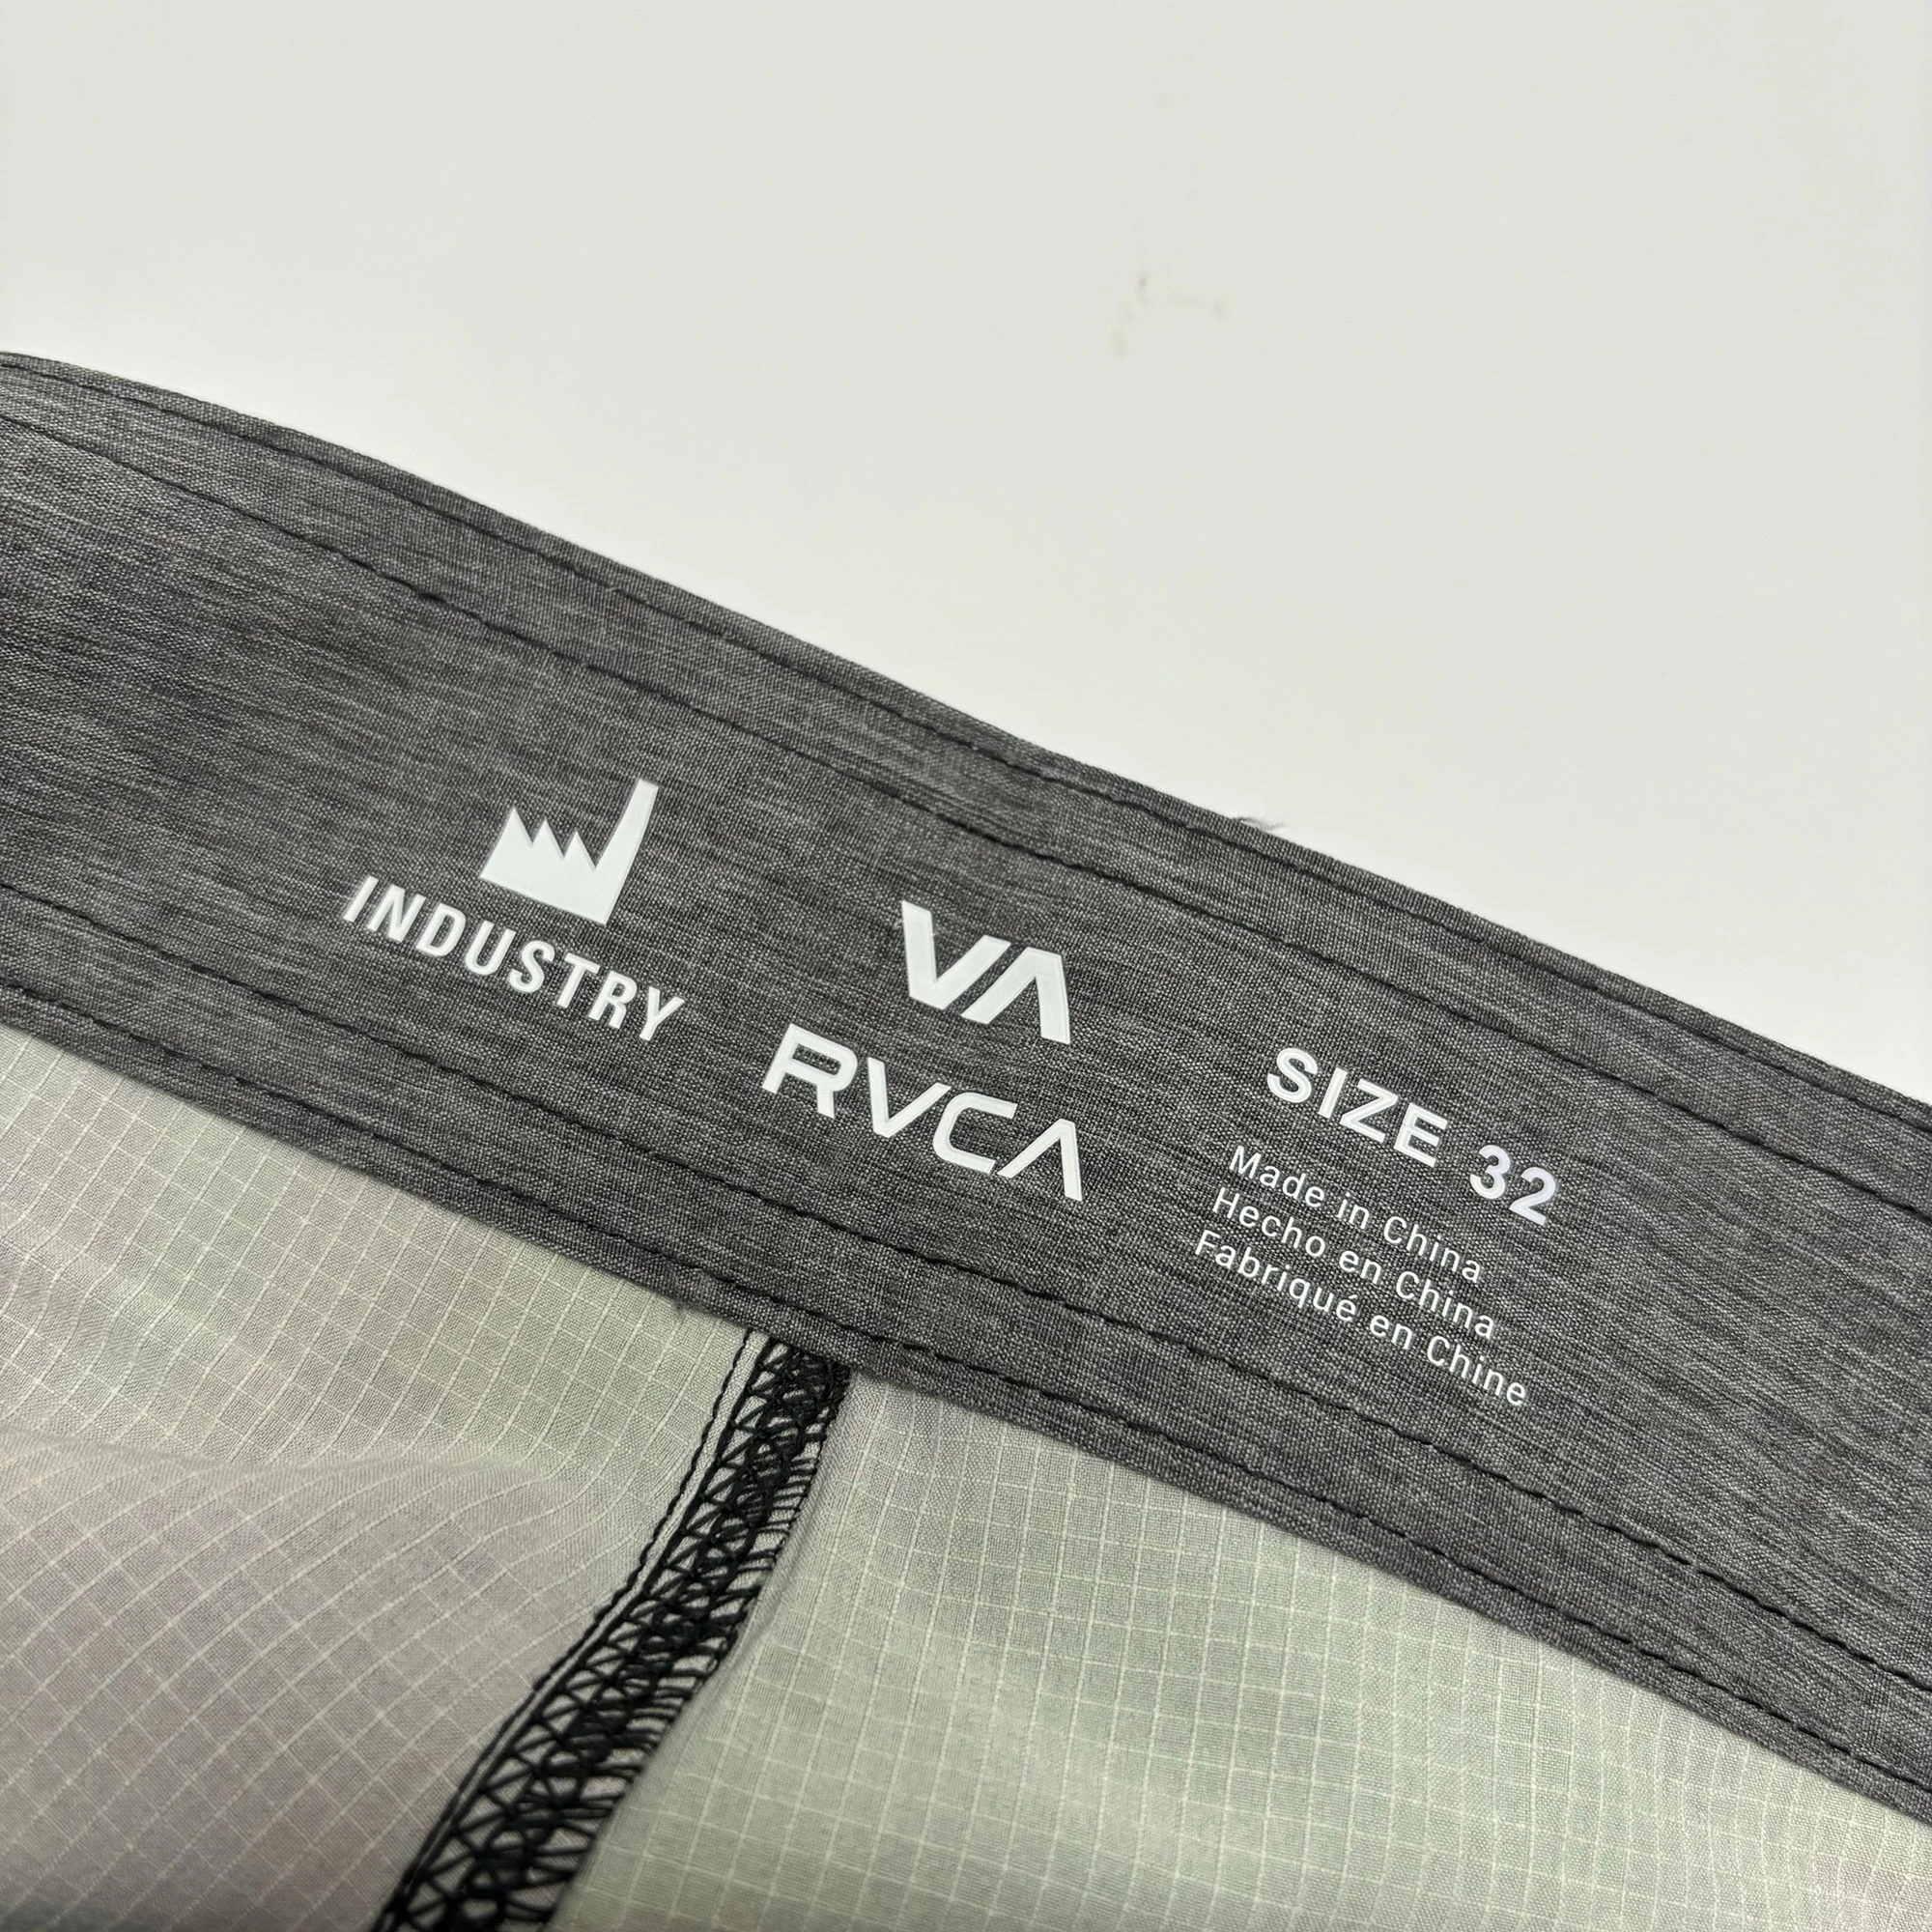 INDUSTRY
VA
RVCA
SIZE 32
Made in China
Hecho en China
Fabriqué en Chine